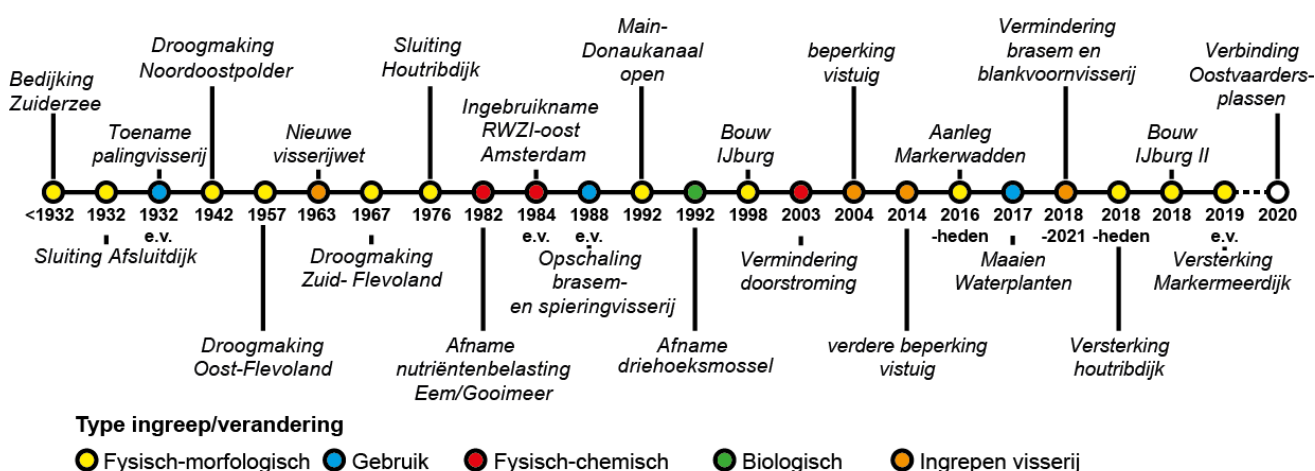 Bedijking
Zuiderzee
Droogmaking
Noordoostpolder
Sluiting
Houtribdijk
Main-
Donaukanaal
open
beperking
vistuig
Vermindering
brasem en
blankvoornvisserij
Verbinding
Oostvaarders-
plassen
Toename
palingvisserij
Nieuwe
visserijwet
Ingebruikname
RWZI-oost
Amsterdam
Bouw
IJburg
Aanleg
Markerwadden
Bouw
IJburg II
<1932
1932
1932
e.v.
1942
1957
1963
1967
1976
1982
1984
e.v.
1988
e.v.
1992
1992
1998
2003
2004
2014
2016
-heden
2017
2018
-2021
2018
-heden
2018
2019
e.v.
2020
Sluiting Afsluitdijk
Droogmaking
Zuid- Flevoland
Opschaling
brasem-
en spieringvisserij
Vermindering
doorstroming
Maaien
Waterplanten
Versterking
Markermeerdijk
Droogmaking
Oost-Flevoland
Afname
nutriëntenbelasting
Eem/Gooimeer
Afname
driehoeksmossel
verdere beperking
vistuig
Versterking
houtribdijk
Type ingreep/verandering
Fysisch-morfologisch
Gebruik
Fysisch-chemisch
Biologisch
Ingrepen visserij